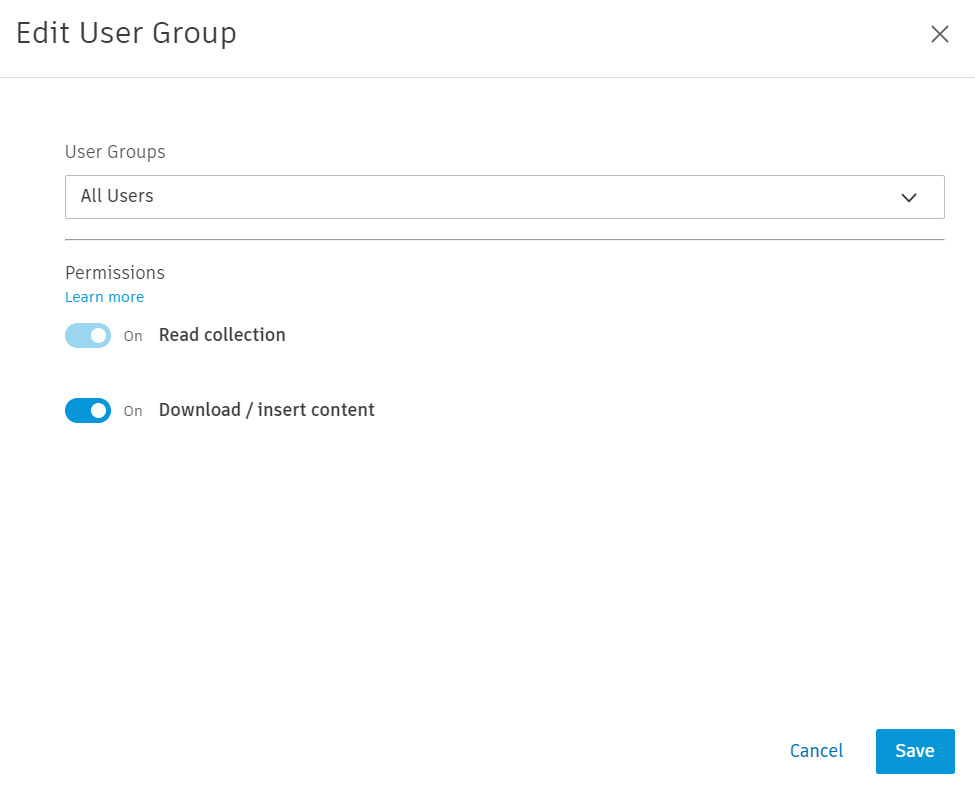 Edit User Group
User Groups
All Users
Permissions
Learn more
On Read collection
On Download / insert content
Cancel Save